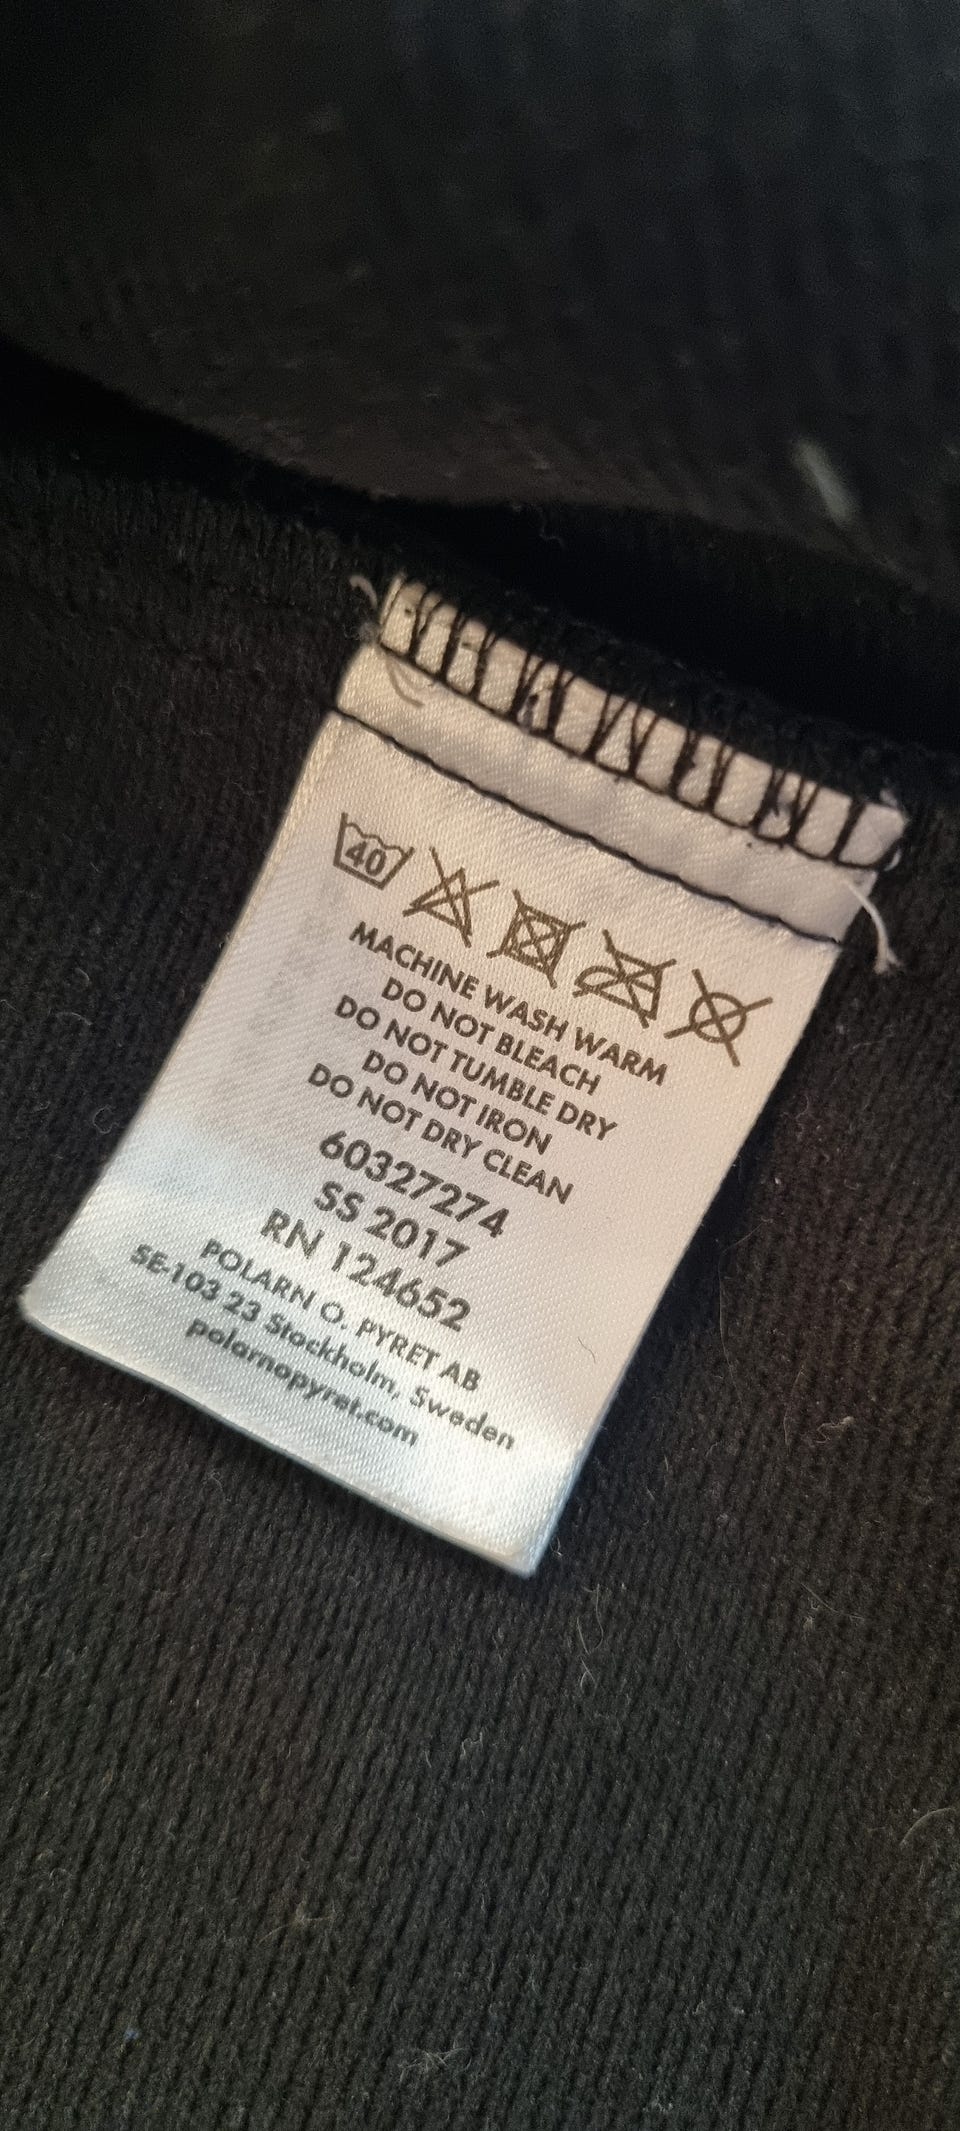 40
MACHINE WASH WARM
DO NOT BLEACH
DO NOT TUMBLE DRY
DO NOT IRON
DO NOT DRY CLEAN
60327274
SS 2017
RN 124652
POLARN O. PYRET AB
SE-103 23 Stockholm, Sweden
polarnopyret.com